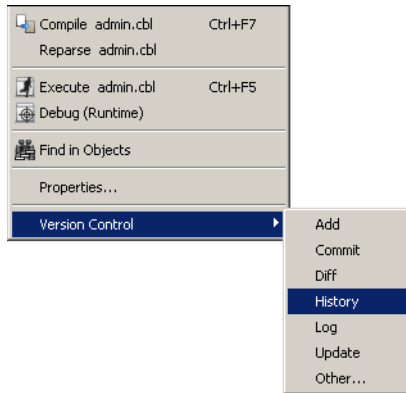 Compile admin.cbl Ctrl+F7
Reparse admin.cbl
Execute admin.cbl Ctrl+F5
Debug (Runtime)
Find in Objects
Properties...
Version Control
Add
Commit
Diff
History
Log
Update
Other...